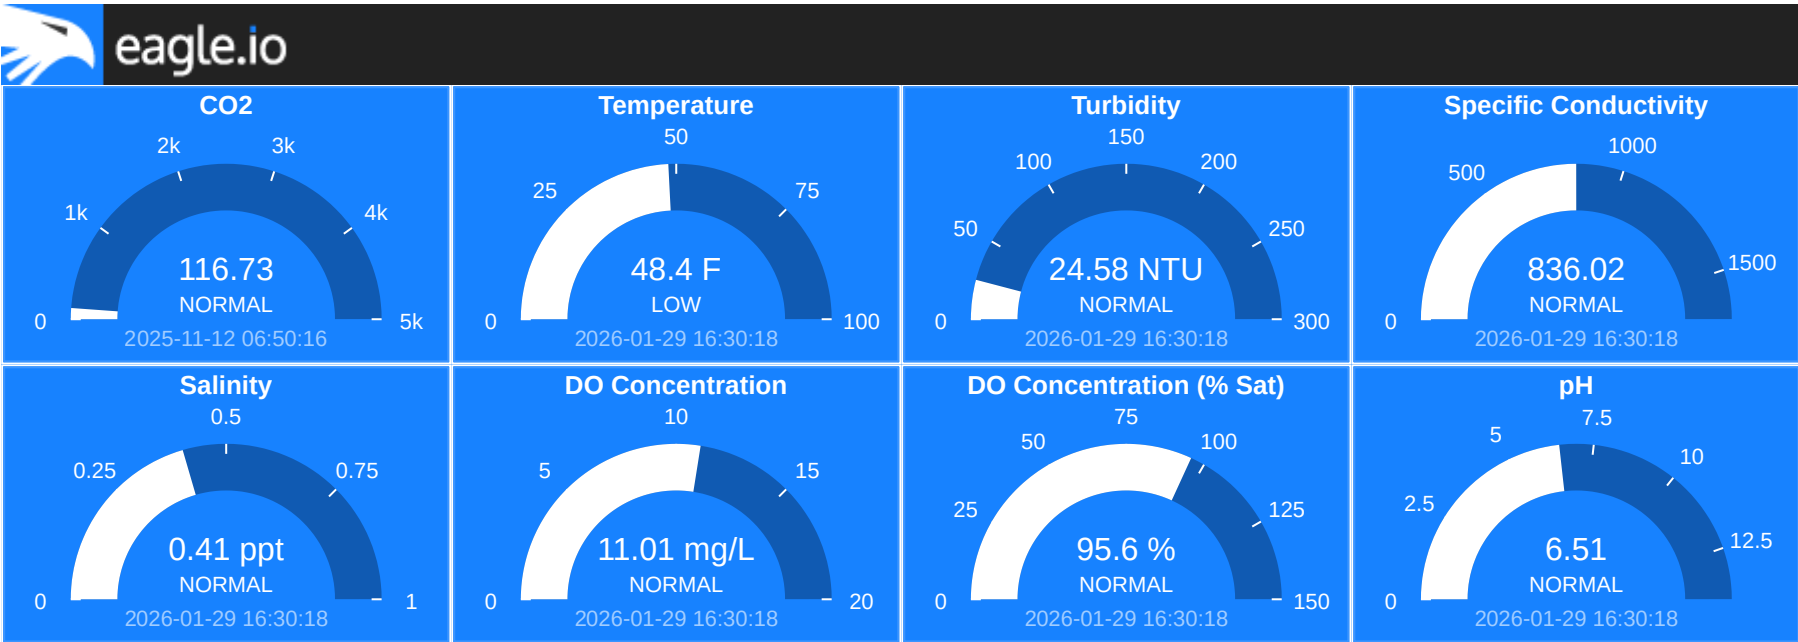 eagle.io
CO2
2k
3k
1k
4k
0
5k
116.73
NORMAL
2025-11-12 06:50:16
Temperature
50
25
75
0
100
48.4 F
LOW
2026-01-29 16:30:18
Turbidity
150
100
200
50
250
0
300
24.58 NTU
NORMAL
2026-01-29 16:30:18
Specific Conductivity
1000
500
1500
0
836.02
NORMAL
2026-01-29 16:30:18
Salinity
0.5
0.25
0.75
0
1
0.41 ppt
NORMAL
2026-01-29 16:30:18
DO Concentration
10
5
15
0
20
11.01 mg/L
NORMAL
2026-01-29 16:30:18
DO Concentration (% Sat)
75
50
100
25
125
0
150
95.6 %
NORMAL
2026-01-29 16:30:18
pH
7.5
5
10
2.5
12.5
0
6.51
NORMAL
2026-01-29 16:30:18